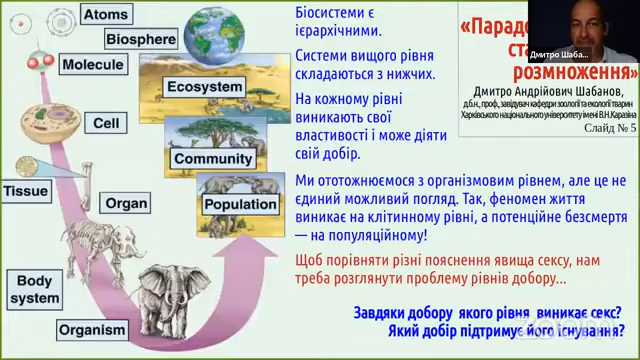 Atoms
Biosphere
Molecule
Ecosystem
Cell
Community
Tissue
Organ
Population
Body
system
Organism
Біосистеми є
ієрархічними.
Системи вищого рівня
складаються з нижчих.
На кожному рівні
виникають свої
властивості і може діяти
свій добір.
Ми ототожнюємося з організмовим рівнем, але це не
єдиний можливий погляд. Так, феномен життя
виникає на клітинному рівні, а потенційне безсмертя
— на популяційному!
Щоб порівняти різні пояснення явища сексу, нам
треба розглянути проблему рівнів добору...
Завдяки добору якого рівня виникає секс?
Який добір підтримує його існування?
«Парадо
ста
розмноження»
Дмитро Андрійович Шабанов,
д.б.н., проф., завідувач кафедри зоології та екології тварин
Харківського національного університету імені В.Н.Каразіна
Слайд № 5
Дмитро Шаба...
zoom